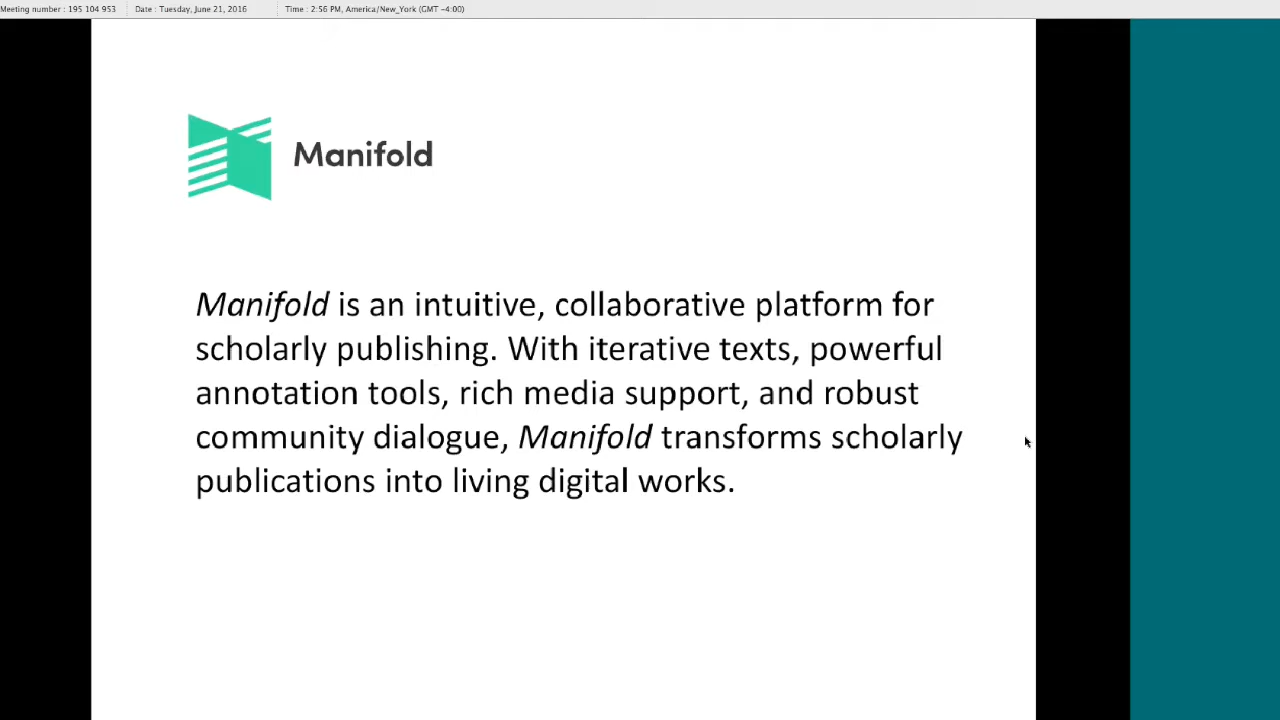 Meeting number : 195 104 953 Date : Tuesday, June 21, 2016 Time : 2:56 PM, America/New_York (GMT -4:00)
Manifold
Manifold is an intuitive, collaborative platform for
scholarly publishing. With iterative texts, powerful
annotation tools, rich media support, and robust
community dialogue, Manifold transforms scholarly
publications into living digital works.